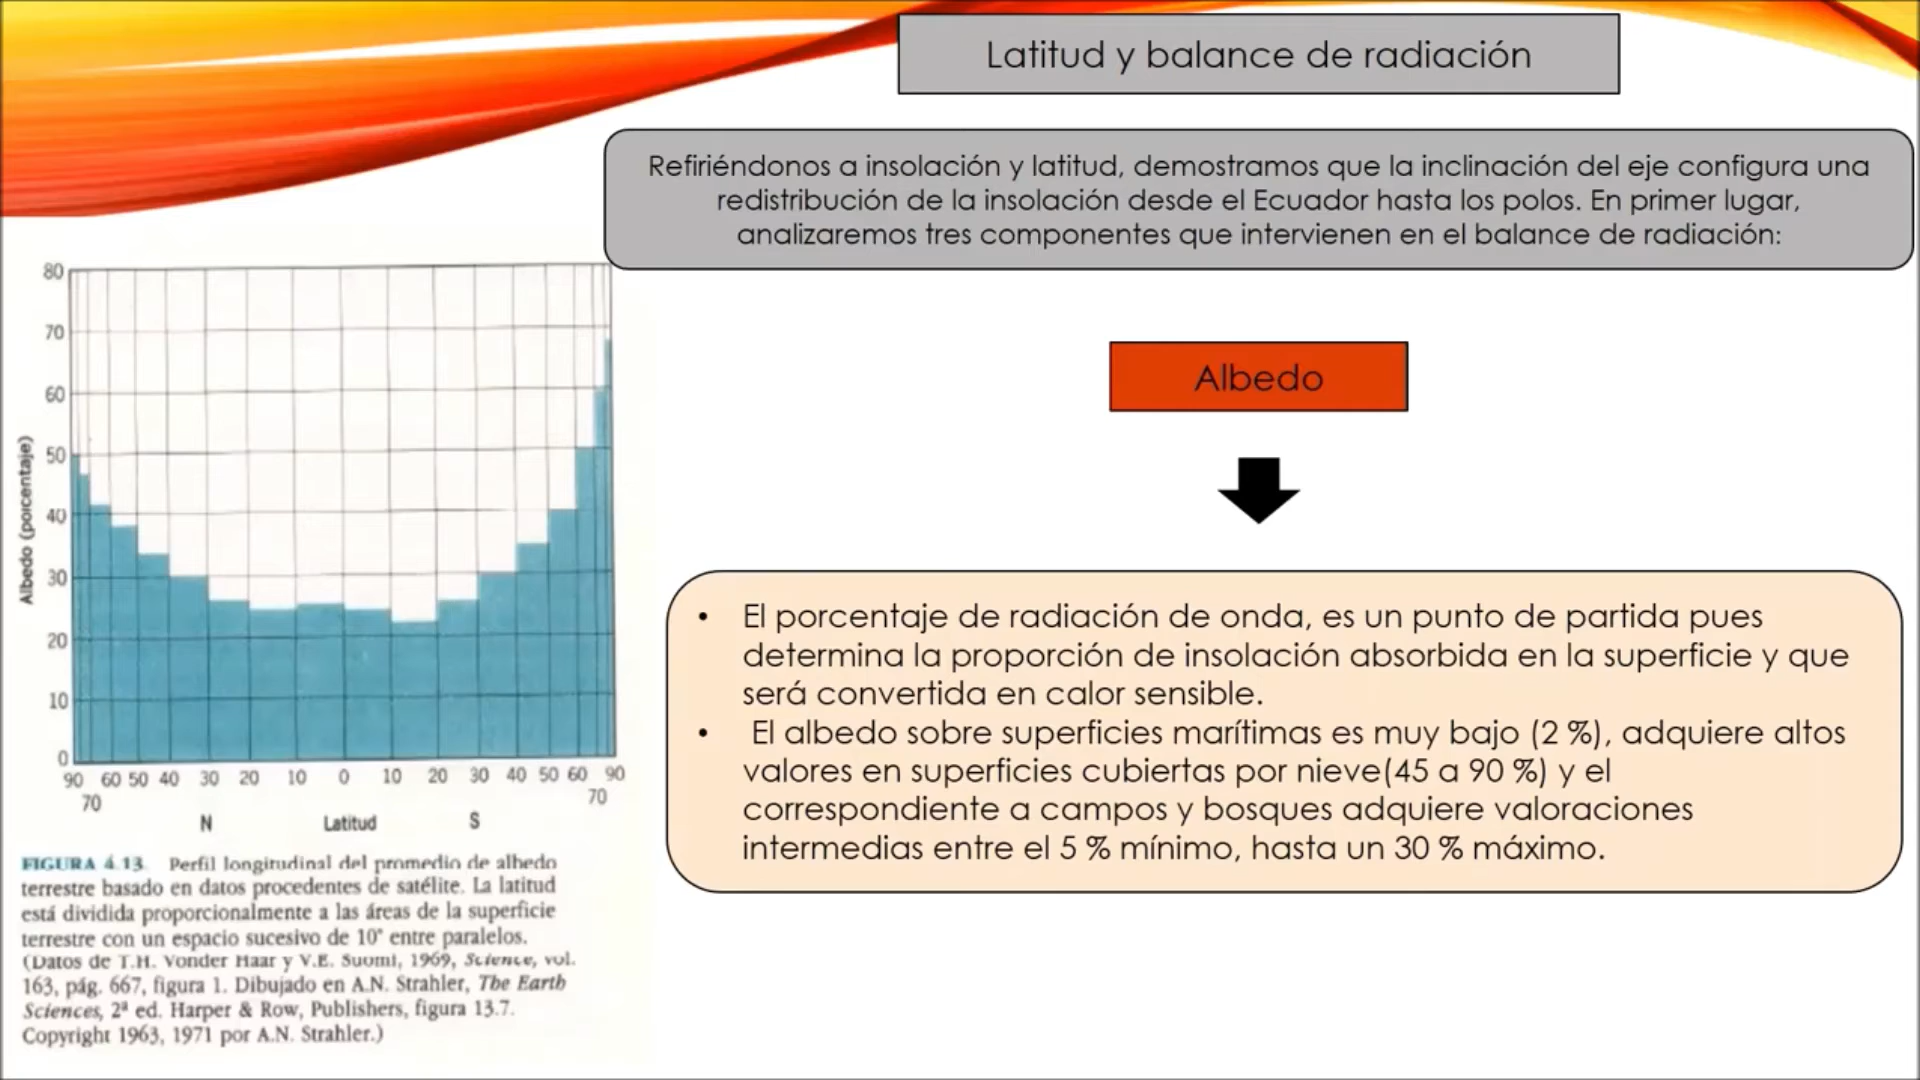 Latitud y balance de radiación
Refiriéndonos a insolación y latitud, demostramos que la inclinación del eje configura una
redistribución de la insolación desde el Ecuador hasta los polos. En primer lugar,
analizaremos tres componentes que intervienen en el balance de radiación:
80
70
60
50
40
30
20
10
0
Albedo (porcentaje)
90 60 50 40 30 20 10 0 10 20 30 40 50 60 90
70 70
N Latitud S
FIGURA 4.13. Perfil longitudinal del promedio de albedo
terrestre basado en datos procedentes de satélite. La latitud
está dividida proporcionalmente a las áreas de la superficie
terrestre con un espacio sucesivo de 10° entre paralelos.
(Datos de T.H. Vonder Haar y V.E. Suomi, 1969, Science, vol.
163, pág. 667, figura 1. Dibujado en A.N. Strahler, The Earth
Sciences, 2ª ed. Harper & Row, Publishers, figura 13.7.
Copyright 1963, 1971 por A.N. Strahler.)
Albedo
• El porcentaje de radiación de onda, es un punto de partida pues
determina la proporción de insolación absorbida en la superficie y que
será convertida en calor sensible.
• El albedo sobre superficies marítimas es muy bajo (2 %), adquiere altos
valores en superficies cubiertas por nieve(45 a 90 %) y el
correspondiente a campos y bosques adquiere valoraciones
intermedias entre el 5 % mínimo, hasta un 30 % máximo.